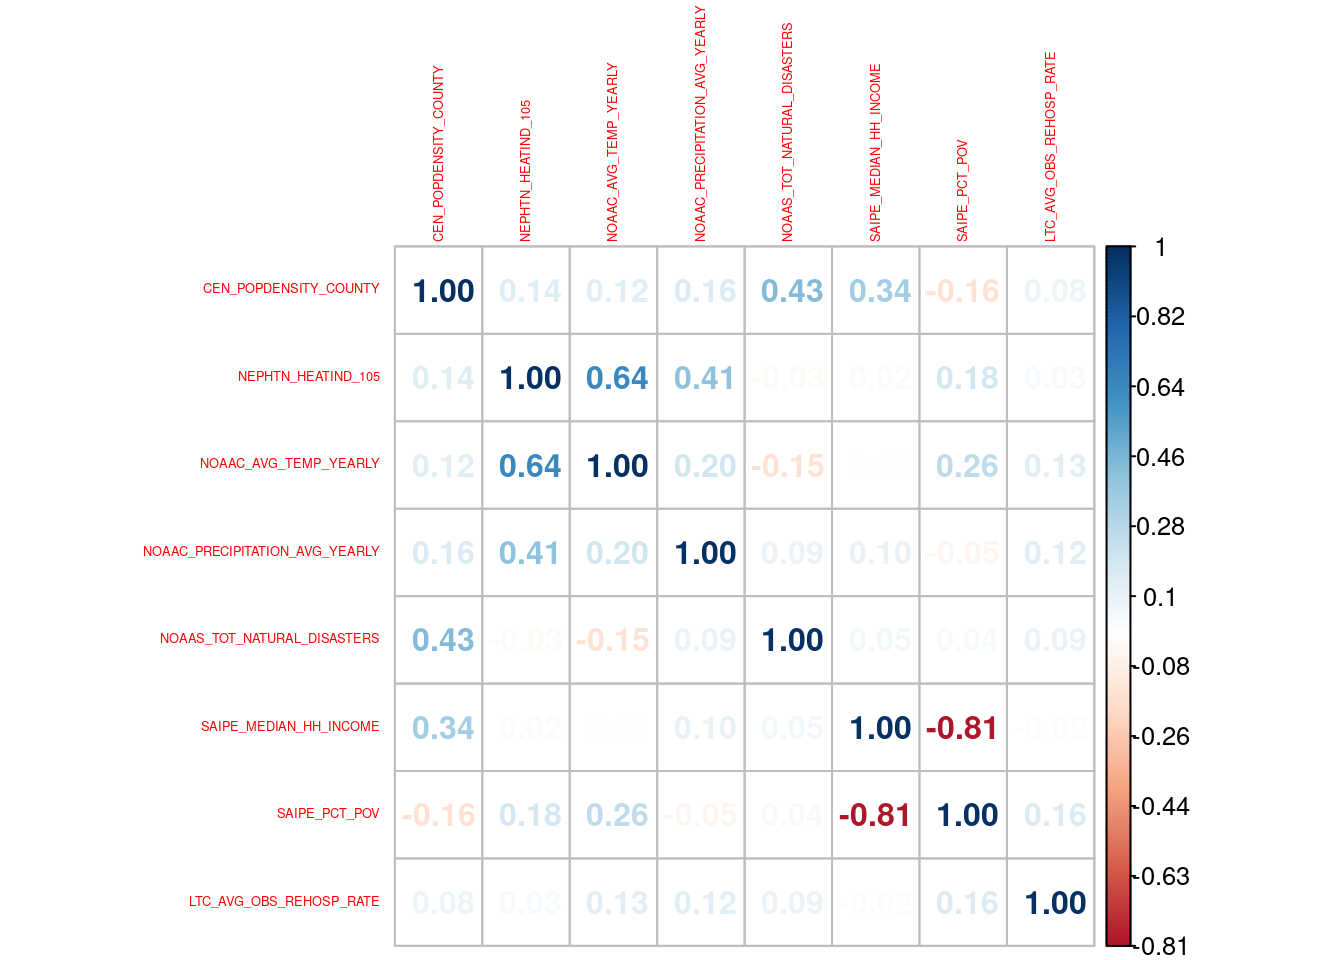 CEN_POPDENSITY_COUNTY
NEPHTN_HEATIND_105
NOAAC_AVG_TEMP_YEARLY
NOAAC_PRECIPITATION_AVG_YEARLY
NOAAS_TOT_NATURAL_DISASTERS
SAIPE_MEDIAN_HH_INCOME
SAIPE_PCT_POV
LTC_AVG_OBS_REHOSP_RATE
CEN_POPDENSITY_COUNTY 1.00 0.14 0.12 0.16 0.43 0.34 -0.16 0.08
NEPHTN_HEATIND_105 0.14 1.00 0.64 0.41 -0.03 0.02 0.18 0.03
NOAAC_AVG_TEMP_YEARLY 0.12 0.64 1.00 0.20 -0.15 0.26 0.13
NOAAC_PRECIPITATION_AVG_YEARLY 0.16 0.41 0.20 1.00 0.09 0.10 -0.05 0.12
NOAAS_TOT_NATURAL_DISASTERS 0.43 -0.03 -0.15 0.09 1.00 0.05 0.04 0.09
SAIPE_MEDIAN_HH_INCOME 0.34 0.02 0.10 0.05 1.00 -0.81 -0.02
SAIPE_PCT_POV -0.16 0.18 0.26 -0.05 0.04 -0.81 1.00 0.16
LTC_AVG_OBS_REHOSP_RATE 0.08 0.03 0.13 0.12 0.09 -0.02 0.16 1.00
1
0.82
0.64
0.46
0.28
0.1
-0.08
-0.26
-0.44
-0.63
-0.81